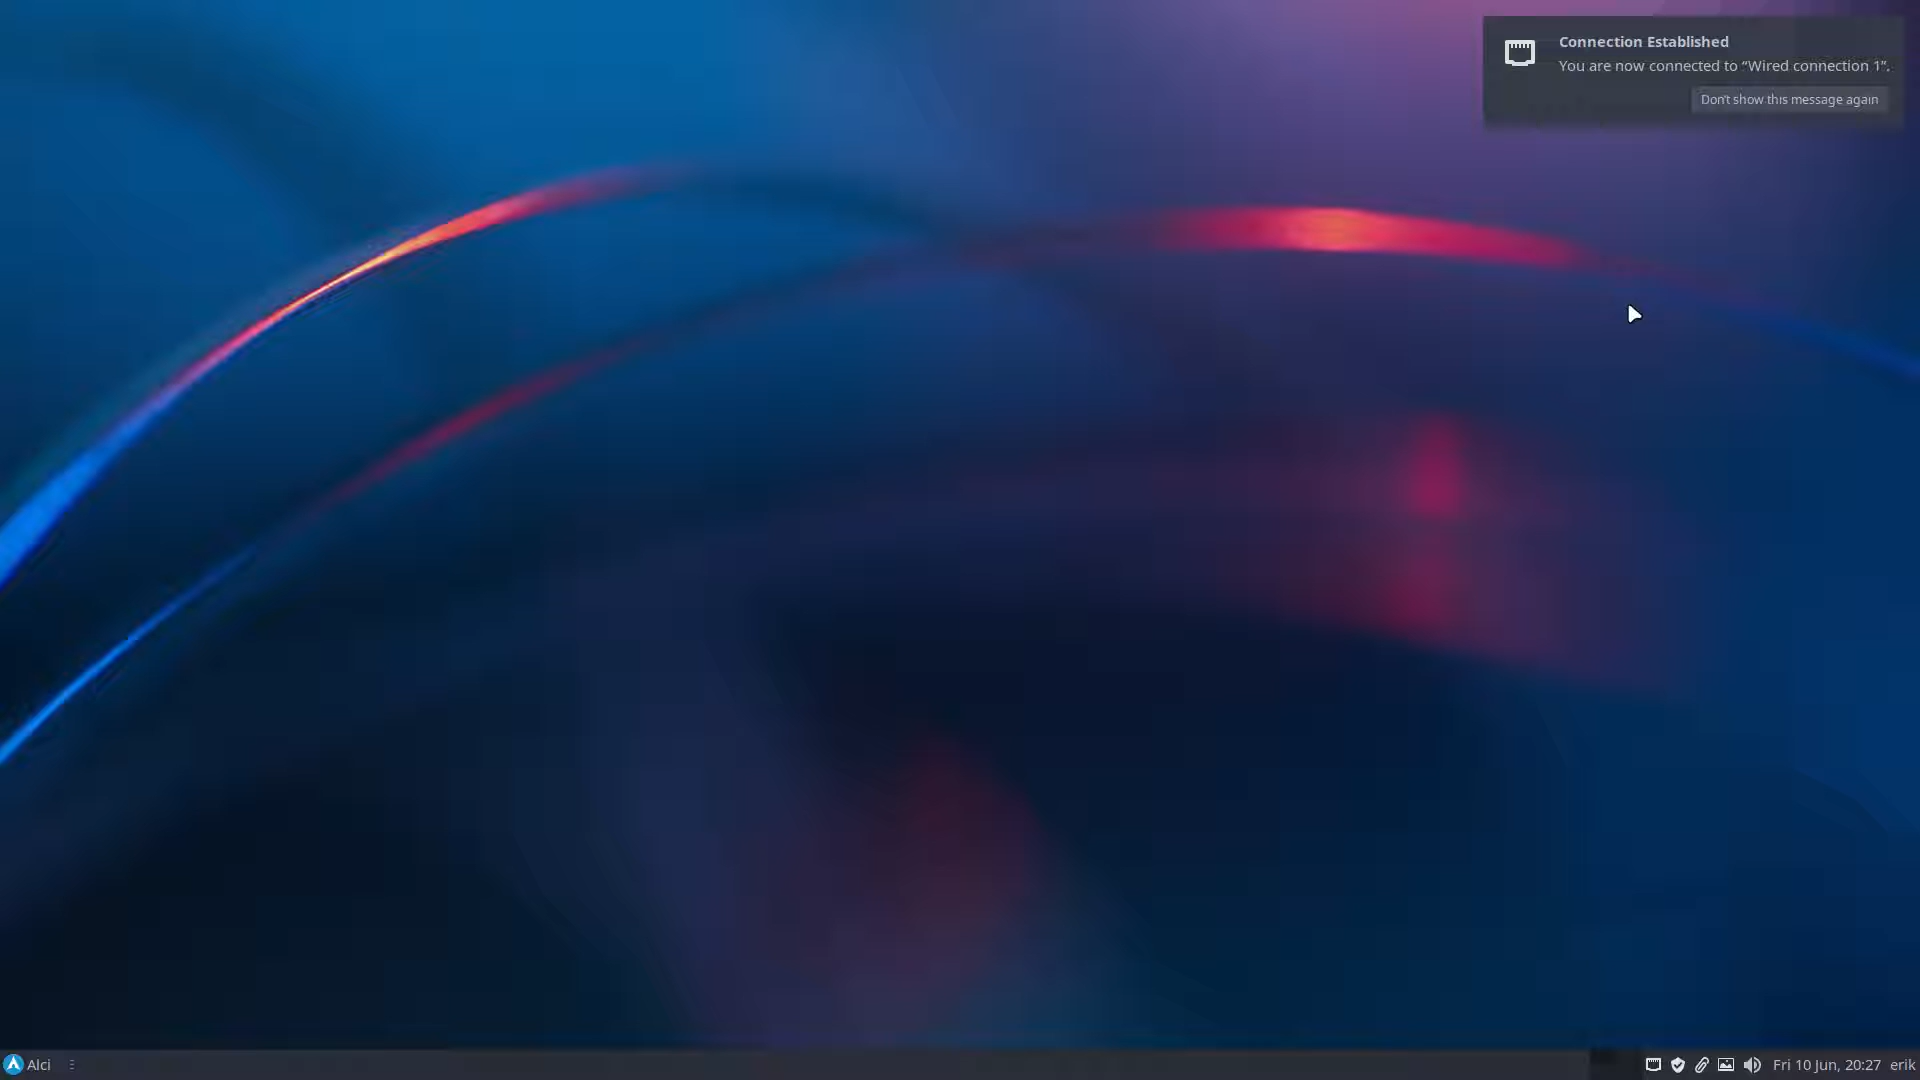 Connection Established
You are now connected to “Wired connection 1”.
Don't show this message again
Alci
Fri 10 Jun, 20:27 erik